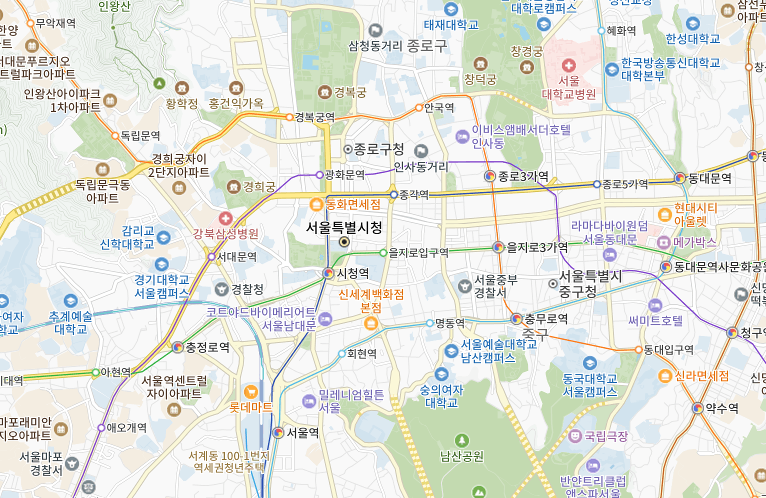 인왕산
무악재역
태재대학교
대학로캠퍼스
삼청동거리
종로구
창경궁
혜화역
한성대학교
서대문푸르지오
센트럴파크아파트
창덕궁
서울
대학교병원
한국방송통신대학교
대학본부
인왕산아이파크
1차아파트
황학정
홍건익가옥
경복궁
안국역
경복궁역
독립문역
이비스앰배서더호텔
인사동
종로구청
경희궁자이
2단지아파트
인사동거리
동대문역
독립문극동
아파트
광화문역
종로3가역
경희궁
종각역
종로5가역
동화면세점
현대시티
아울렛
강북삼성병원
서울특별시청
라마다바이원덤
서울동대문
감리교
신학대학교
메가박스
을지로입구역
을지로3가역
서대문역
동대문역사문화공원
경기대학교
서울캠퍼스
시청역
서울중부
경찰서
서울특별시
중구청
경찰청
신세계백화점
본점
추계예술
대학교
코트야드바이메리어트
서울남대문
명동역
충무로역
써미트호텔
중구
청구역
충정로역
회현역
서울예술대학교
남산캠퍼스
동대입구역
아현역
서울역센트럴
자이아파트
숭의여자
대학교
동국대학교
서울캠퍼스
신라면세점
롯데마트
밀레니엄힐튼
서울
약수역
마포래미안
애오개역
서울역
국립극장
서울마포
경찰서
서계동 100-1번지
역세권청년주택
남산공원
반얀트리클럽
앤스파서울